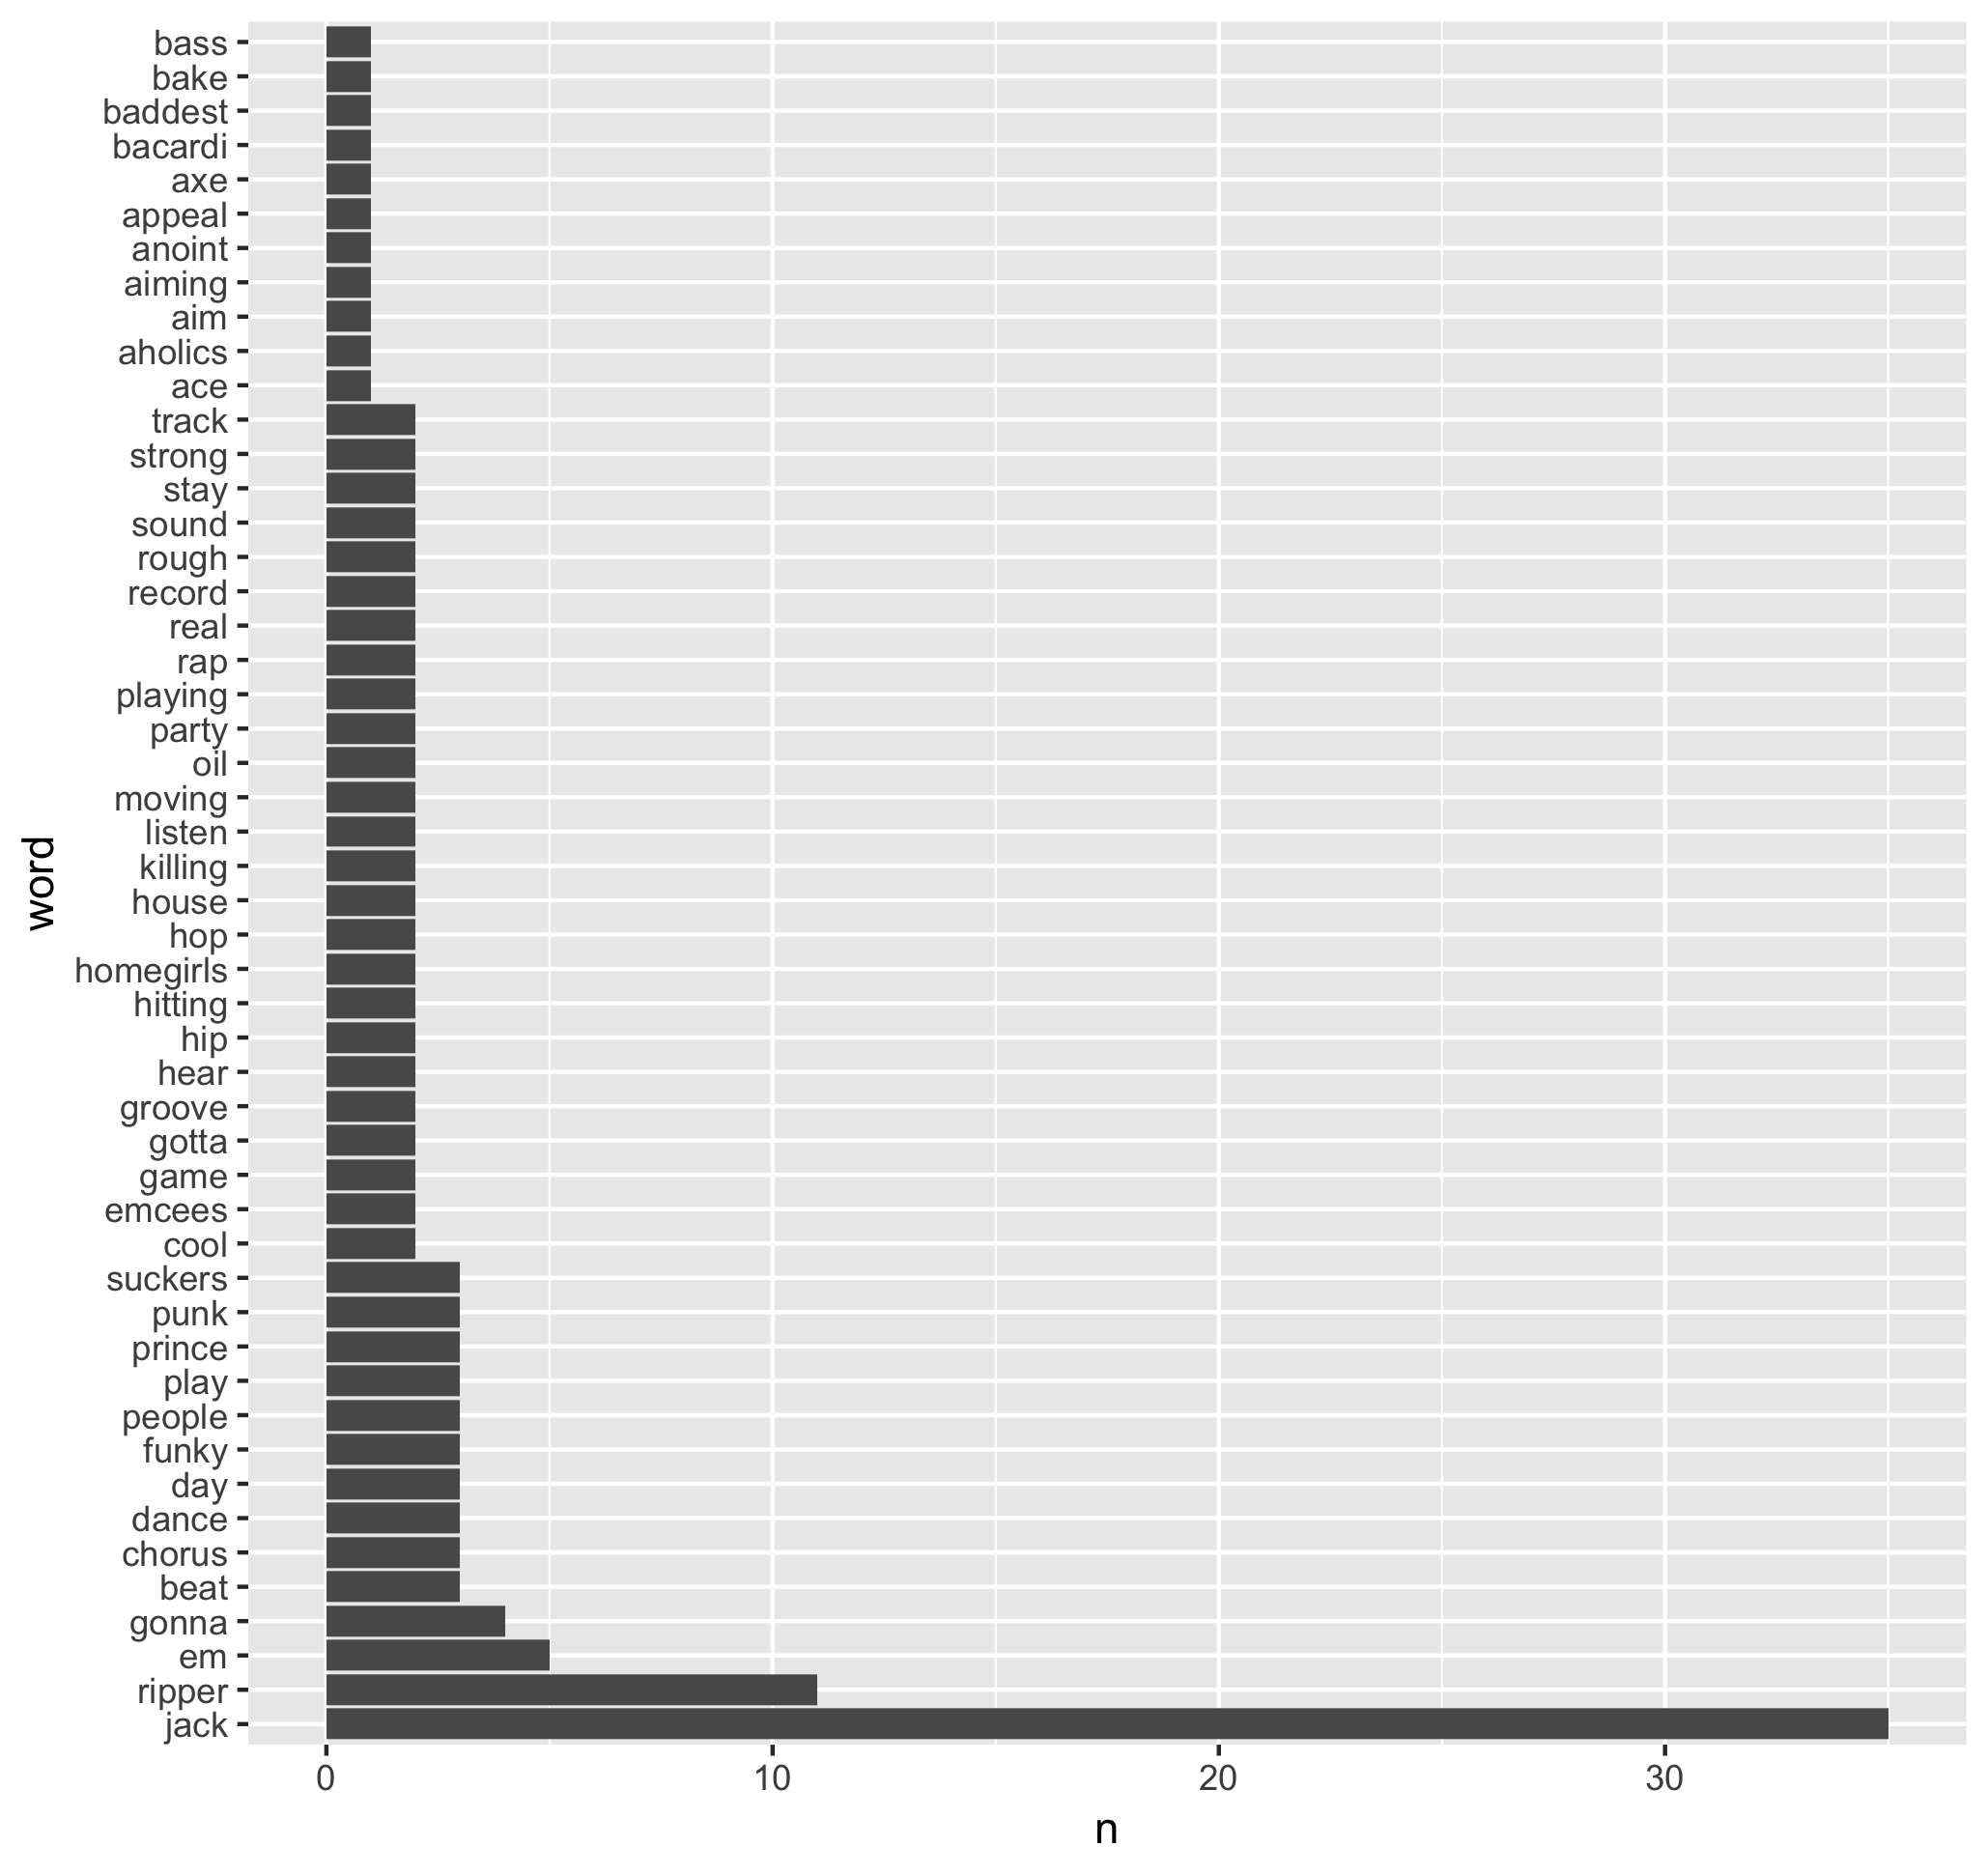 bass
bake
baddest
bacardi
axe
appeal
anoint
aiming
aim
aholics
ace
track
strong
stay
sound
rough
record
real
rap
playing
party
oil
moving
listen
killing
house
hop
homegirls
hitting
hip
hear
groove
gotta
game
emcees
cool
suckers
punk
prince
play
people
funky
day
dance
chorus
beat
gonna
em
ripper
jack
word
0 10 20 30
n